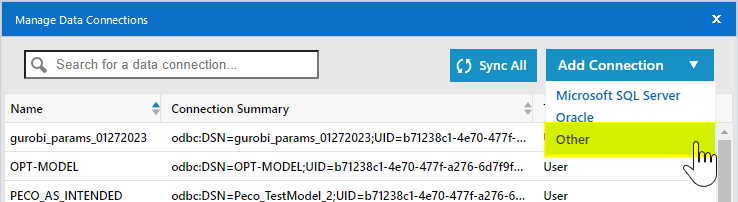 Manage Data Connections x
Search for a data connection... Sync All Add Connection ▼
Microsoft SQL Server
Oracle
Other
Name Connection Summary
gurobi_params_01272023 odbc:DSN=gurobi_params_01272023;UID=b71238c1-4e70-477f-...
OPT-MODEL odbc:DSN=OPT-MODEL;UID=b71238c1-4e70-477f-a276-6d7f9f... User
PECO_AS_INTENDED odbc:DSN=Peco_TestModel_2;UID=b71238c1-4e70-477f-a276-6... User